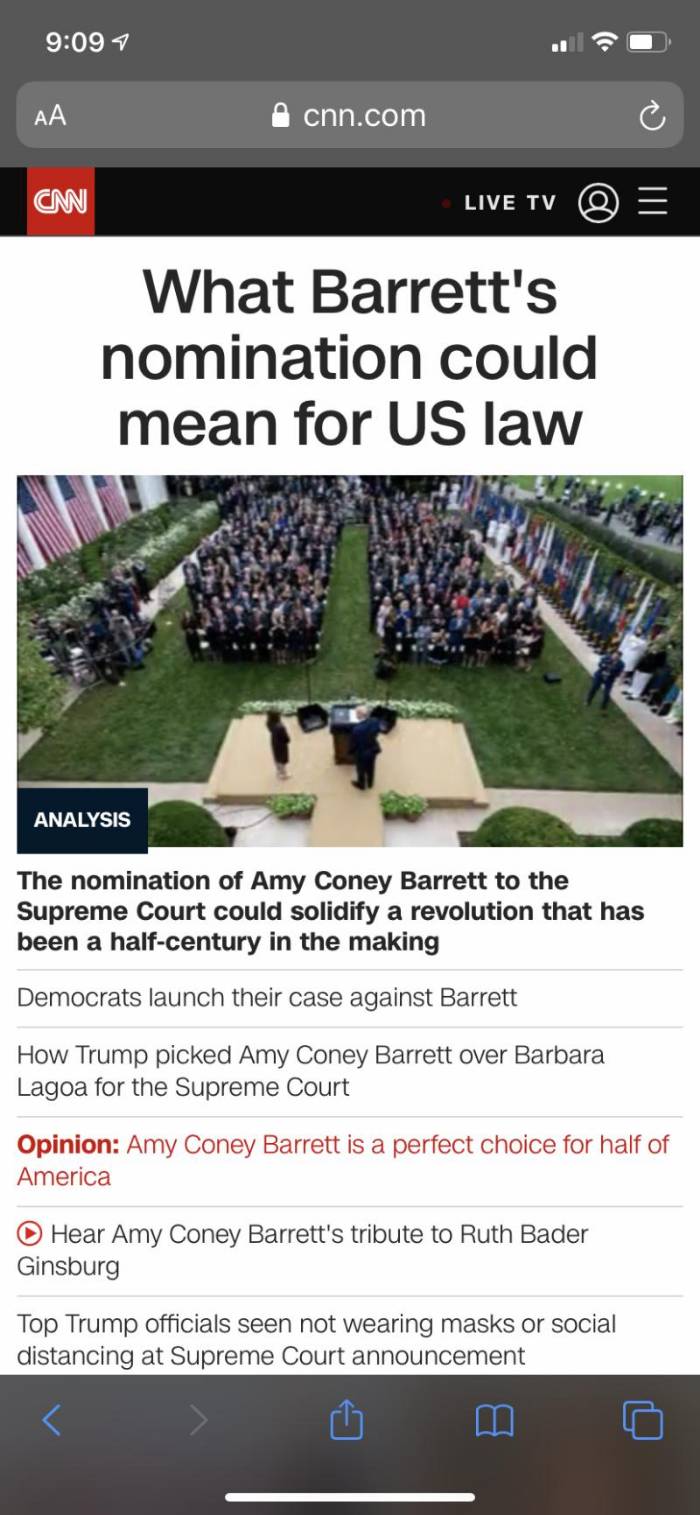 9:09
AA
cnn.com
CNN
LIVE TV
What Barrett's
nomination could
mean for US law
ANALYSIS
The nomination of Amy Coney Barrett to the
Supreme Court could solidify a revolution that has
been a half-century in the making
Democrats launch their case against Barrett
How Trump picked Amy Coney Barrett over Barbara
Lagoa for the Supreme Court
Opinion: Amy Coney Barrett is a perfect choice for half of
America
Hear Amy Coney Barrett's tribute to Ruth Bader
Ginsburg
Top Trump officials seen not wearing masks or social
distancing at Supreme Court announcement